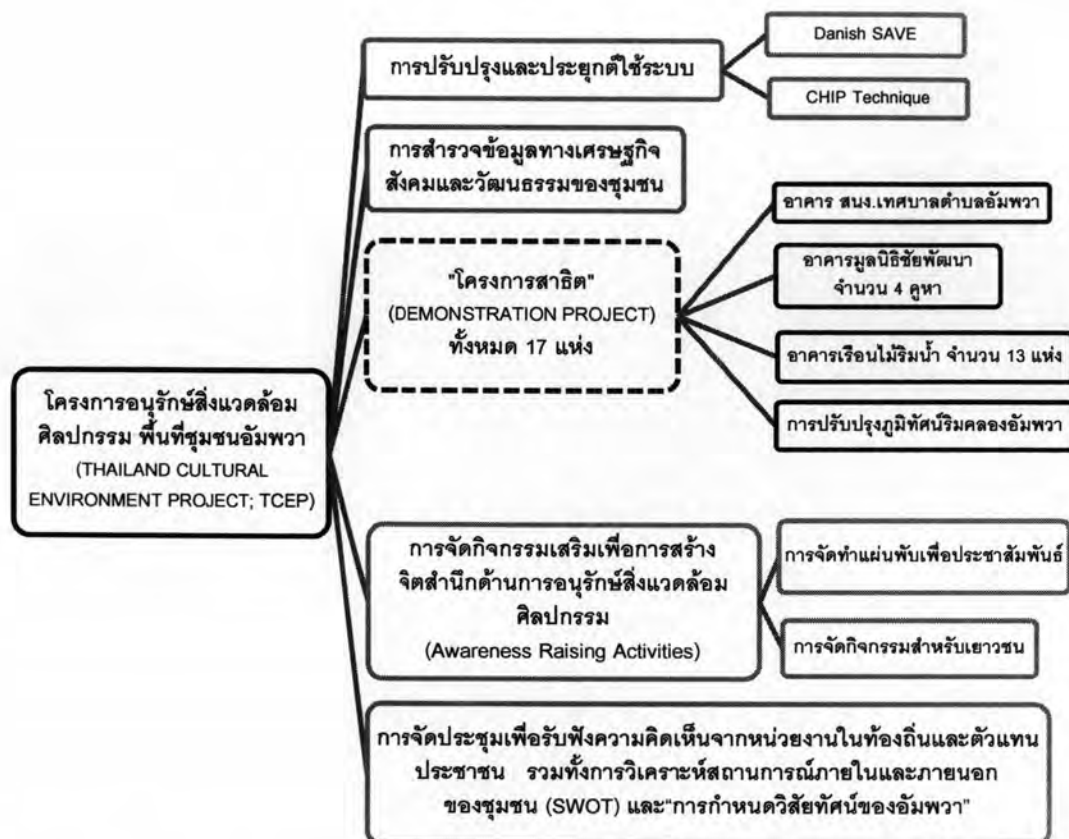 การปรับปรุงและประยุกต์ใช้ระบบ
Danish SAVE
CHIP Technique
การสำรวจข้อมูลทางเศรษฐกิจ
สังคมและวัฒนธรรมของชุมชน
"โครงการสาธิต"
(DEMONSTRATION PROJECT)
ทั้งหมด 17 แห่ง
อาคาร สนง.เทศบาลตำบลอัมพวา
อาคารมูลนิธิชัยพัฒนา
จำนวน 4 คูหา
อาคารเรือนไม้ริมน้ำ จำนวน 13 แห่ง
การปรับปรุงภูมิทัศน์ริมคลองอัมพวา
โครงการอนุรักษ์สิ่งแวดล้อม
ศิลปกรรม พื้นที่ชุมชนอัมพวา
(THAILAND CULTURAL
ENVIRONMENT PROJECT; TCEP)
การจัดกิจกรรมเสริมเพื่อการสร้าง
จิตสำนึกด้านการอนุรักษ์สิ่งแวดล้อม
ศิลปกรรม
(Awareness Raising Activities)
การจัดทำแผ่นพับเพื่อประชาสัมพันธ์
การจัดกิจกรรมสำหรับเยาวชน
การจัดประชุมเพื่อรับฟังความคิดเห็นจากหน่วยงานในท้องถิ่นและตัวแทน
ประชาชน รวมทั้งการวิเคราะห์สถานการณ์ภายในและภายนอก
ของชุมชน (SWOT) และ“การกำหนดวิสัยทัศน์ของอัมพวา”